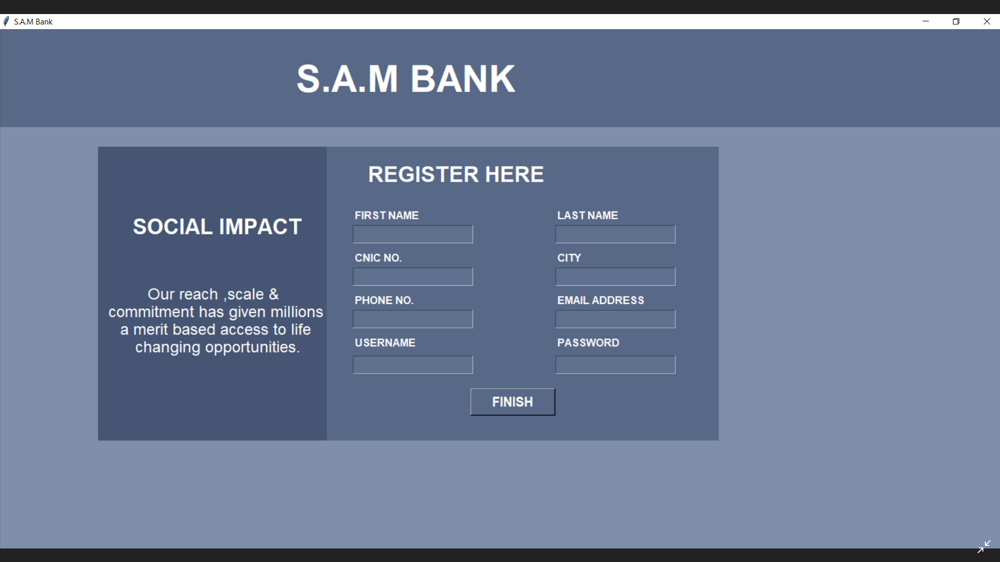 S.A.M Bank
S.A.M BANK
SOCIAL IMPACT
Our reach ,scale &
commitment has given millions
a merit based access to life
changing opportunities.
REGISTER HERE
FIRST NAME
LAST NAME
CNIC NO.
CITY
PHONE NO.
EMAIL ADDRESS
USERNAME
PASSWORD
FINISH